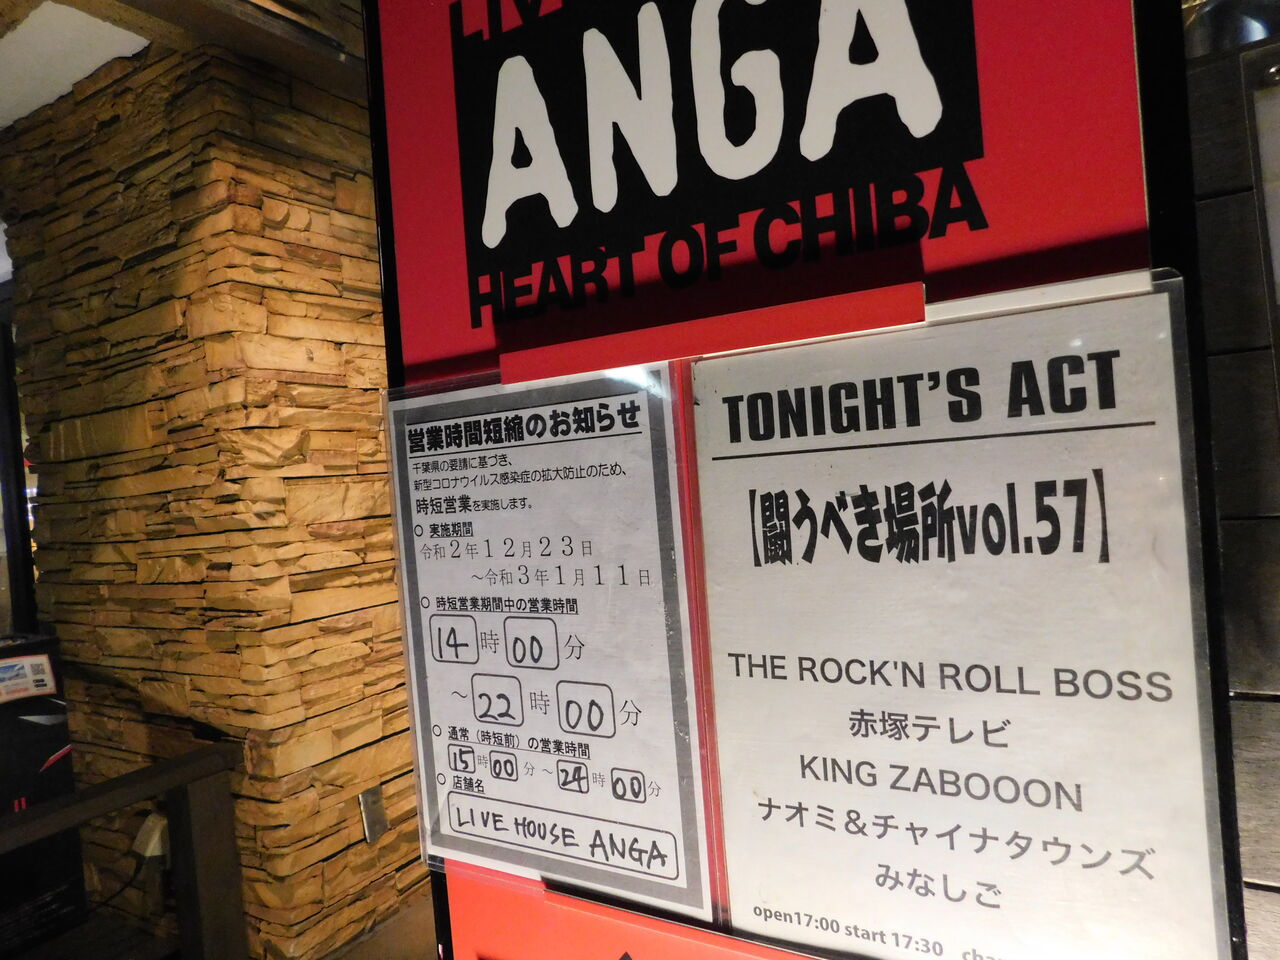 ANGA
HEART OF CHIBA
営業時間短縮のお知らせ
千葉県の要請に基づき、
新型コロナウイルス感染症の拡大防止のため、
時短営業を実施します。
○ 実施期間
令和2年12月23日
～令和3年1月11日
○ 時短営業期間中の営業時間
14時00分
～22時00分
○ 通常（時短前）の営業時間
15時00分～24時00分
○ 店舗名
LIVE HOUSE ANGA
TONIGHT'S ACT
【闘うべき場所vol.57】
THE ROCK'N ROLL BOSS
赤塚テレビ
KING ZABOOON
ナオミ＆チャイナタウンズ
みなしご
open17:00 start 17:30